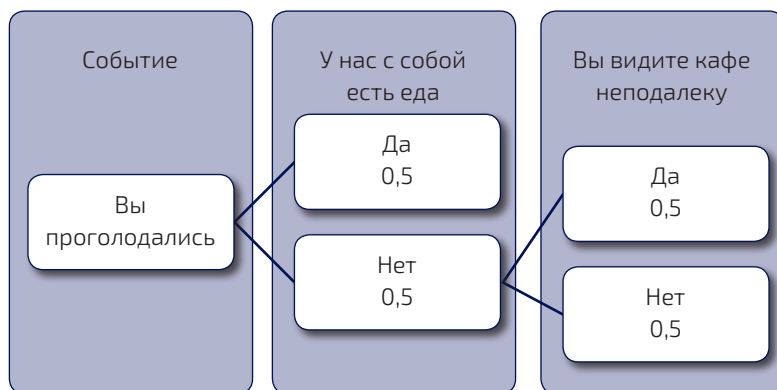 Событие
Вы
проголодались
У нас с собой
есть еда
Да
0,5
Нет
0,5
Вы видите кафе
неподалеку
Да
0,5
Нет
0,5